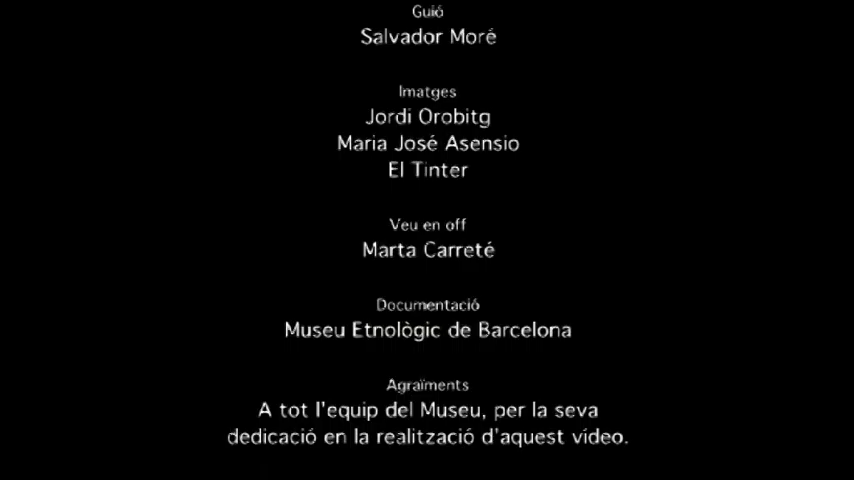 Guió
Salvador Moré
Imatges
Jordi Orobitg
Maria José Asensio
El Tinter
Veu en off
Marta Carreté
Documentació
Museu Etnològic de Barcelona
Agraïments
A tot l'equip del Museu, per la seva
dedicació en la realització d'aquest vídeo.